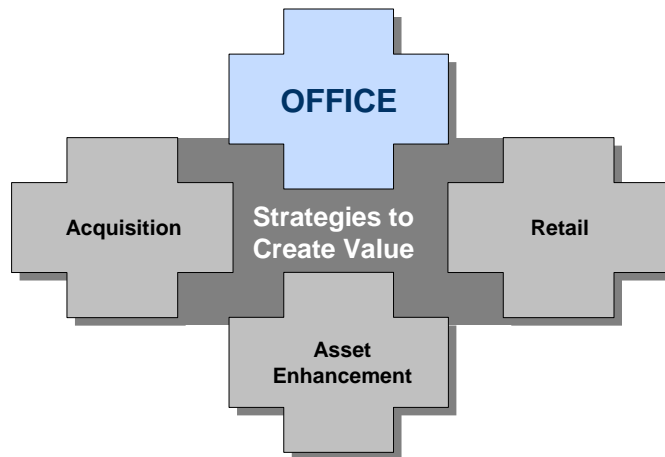 OFFICE
Acquisition
Strategies to
Create Value
Retail
Asset
Enhancement